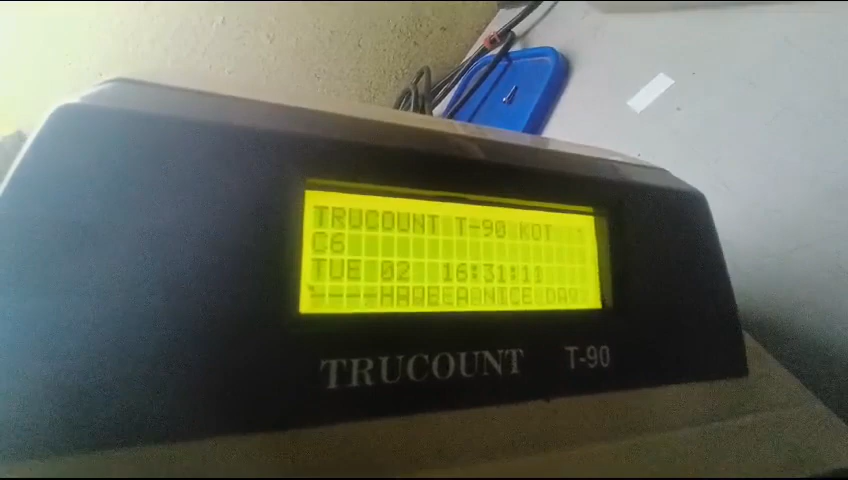 TRUCOUNT T-90 KOT
C6
TUE 02 16:31:11
----HAVE A NICE DAY
TRUCOUNT T-90